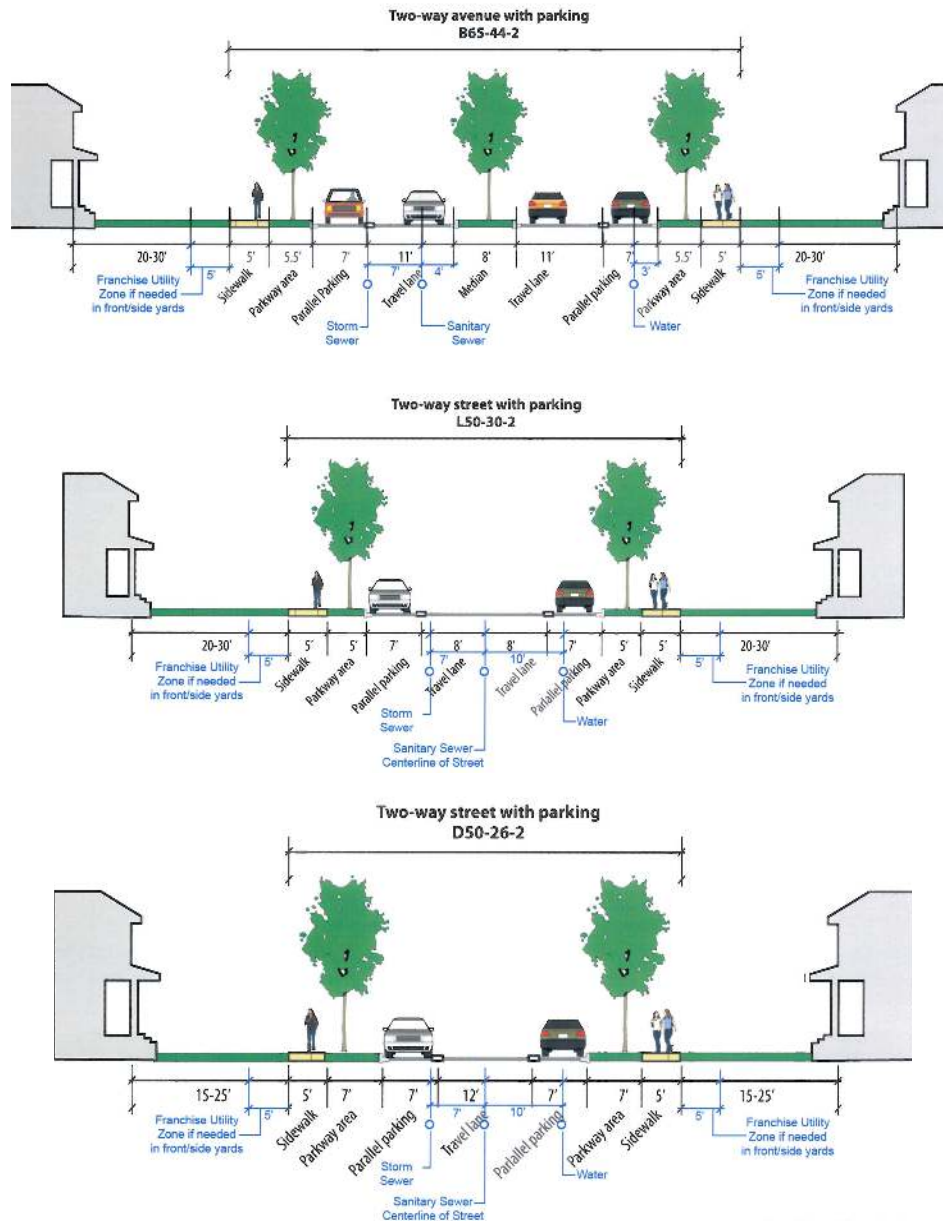 Two-way avenue with parking
B65-44-2
20-30'
5'
5'
5.5'
7'
11'
7'
4'
8'
11'
7'
3'
5.5'
5'
5'
20-30'
Franchise Utility
Zone if needed
in front/side yards
Sidewalk
Parkway area
Parallel Parking
Travel lane
Median
Travel lane
Parallel parking
Parkway area
Sidewalk
Franchise Utility
Zone if needed
in front/side yards
Storm
Sewer
Sanitary
Sewer
Water
Two-way street with parking
L50-30-2
20-30'
5'
5'
5'
7'
8'
7'
8'
10'
7'
5'
5'
5'
20-30'
Franchise Utility
Zone if needed
in front/side yards
Sidewalk
Parkway area
Parallel parking
Travel lane
Travel lane
Parlallel parking
Parkway area
Sidewalk
Franchise Utility
Zone if needed
in front/side yards
Storm
Sewer
Water
Sanitary Sewer
Centerline of Street
Two-way street with parking
D50-26-2
15-25'
5'
5'
7'
7'
12'
7'
10'
7'
7'
5'
5'
15-25'
Franchise Utility
Zone if needed
in front/side yards
Sidewalk
Parkway area
Parallel parking
Travel lane
Parlallel parking
Parkway area
Sidewalk
Franchise Utility
Zone if needed
in front/side yards
Storm
Sewer
Water
Sanitary Sewer
Centerline of Street